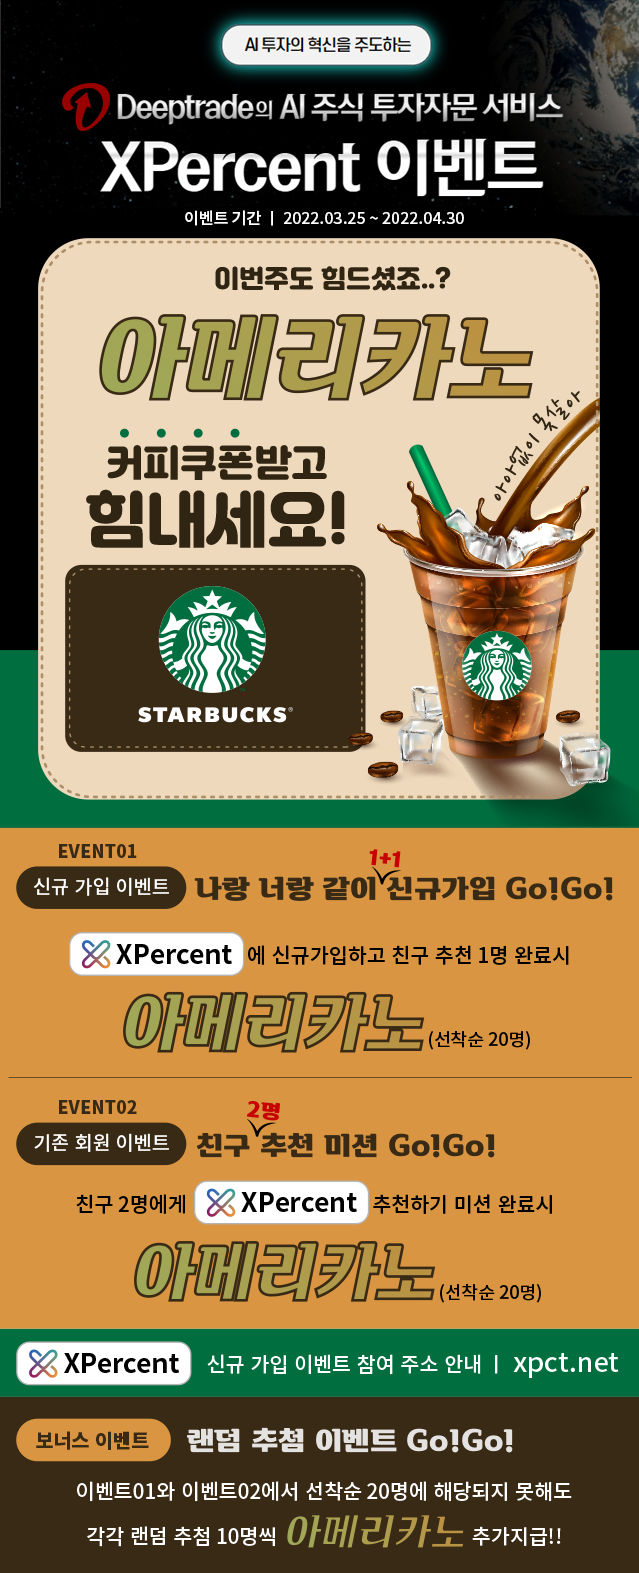 AI 투자의 혁신을 주도하는
Deeptrade의 AI 주식 투자자문 서비스
XPercent 이벤트
이벤트 기간 | 2022.03.25 ~ 2022.04.30
이번주도 힘드셨죠..?
아메리카노
아아없이 못살아
커피쿠폰받고
힘내세요!
STARBUCKS®
EVENT01
1+1
신규 가입 이벤트 나랑 너랑 같이 신규가입 Go!Go!
XPercent 에 신규가입하고 친구 추천 1명 완료시
아메리카노 (선착순 20명)
EVENT02
2명
기존 회원 이벤트 친구 추천 미션 Go!Go!
친구 2명에게 XPercent 추천하기 미션 완료시
아메리카노 (선착순 20명)
XPercent 신규 가입 이벤트 참여 주소 안내 | xpct.net
보너스 이벤트 랜덤 추첨 이벤트 Go!Go!
이벤트01와 이벤트02에서 선착순 20명에 해당되지 못해도
각각 랜덤 추첨 10명씩 아메리카노 추가지급!!